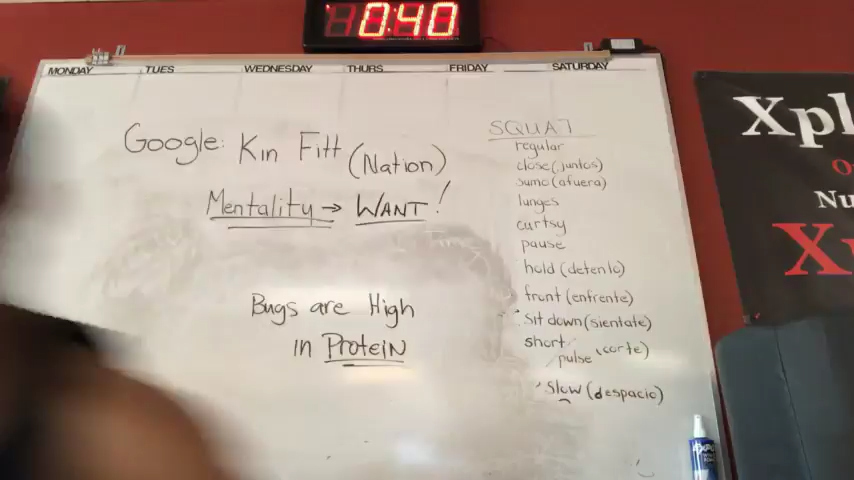 0:40
MONDAY TUES WEDNESDAY THURS FRIDAY SATURDAY
Google: Kin Fitt (Nation)
Mentality → WANT!
Bugs are High
in Protein
SQUAT
regular
close (juntos)
sumo (afuera)
lunges
curtsy
pause
hold (detenlo)
front (enfrente)
Sit down (sientate)
short
pulse (corte)
Slow (despacio)
Xpl
Nu
X
EXPO